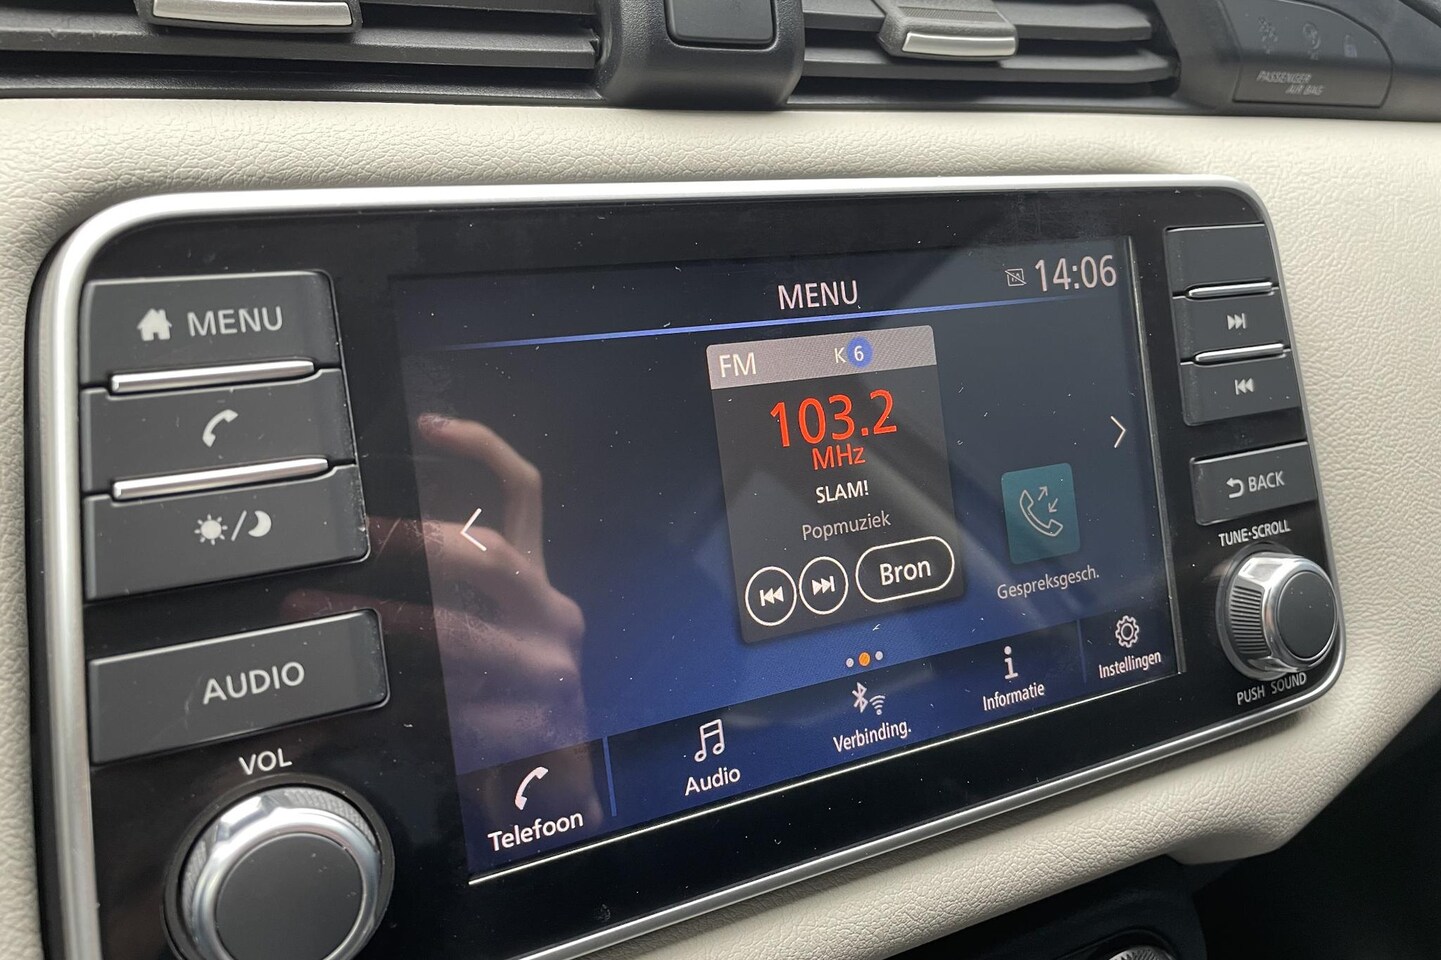 PASSENGER
AIR BAG
MENU
14:06
MENU
FM
K 6
103.2
MHz
SLAM!
Popmuziek
Bron
Gespreksgesch.
BACK
TUNE·SCROLL
PUSH SOUND
AUDIO
VOL
Telefoon
Audio
Verbinding.
Informatie
Instellingen